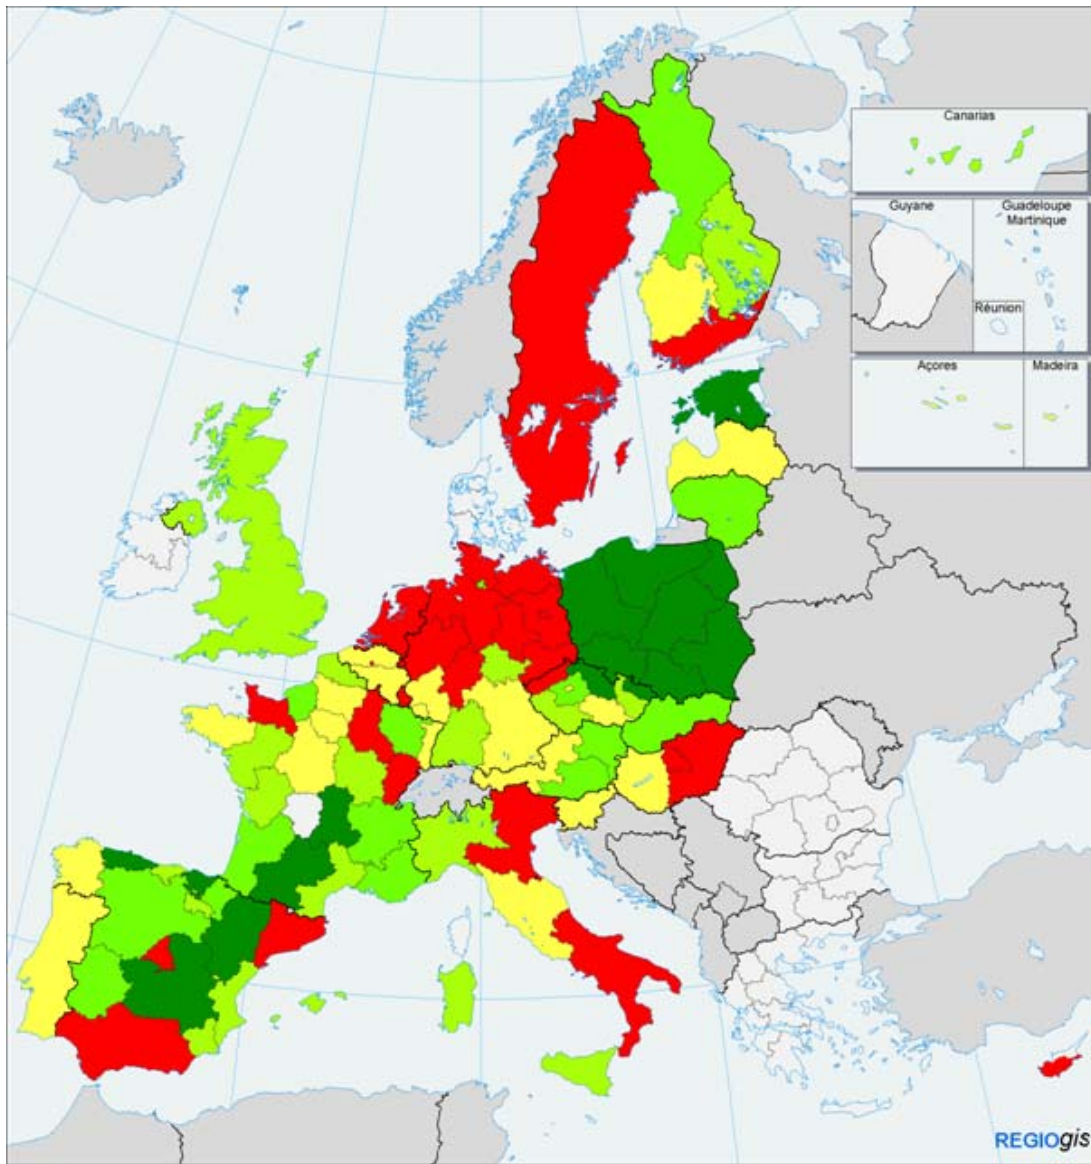 Canarias
Guyane
Guadeloupe
Martinique
Réunion
Açores
Madeira
REGIOgis